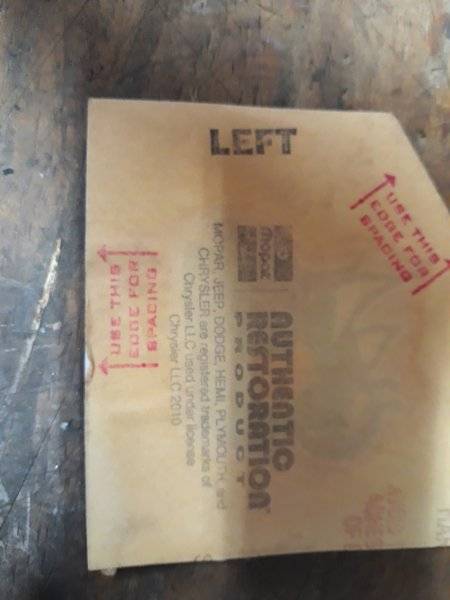 LEFT
USE THIS
EDGE FOR
SPACING
USE THIS
EDGE FOR
SPACING
mopar
AUTHENTIC
RESTORATION
PRODUCT
MOPAR, JEEP, DODGE, HEMI, PLYMOUTH, and
CHRYSLER are registered trademarks of
Chrysler LLC used under license
Chrysler LLC 2010